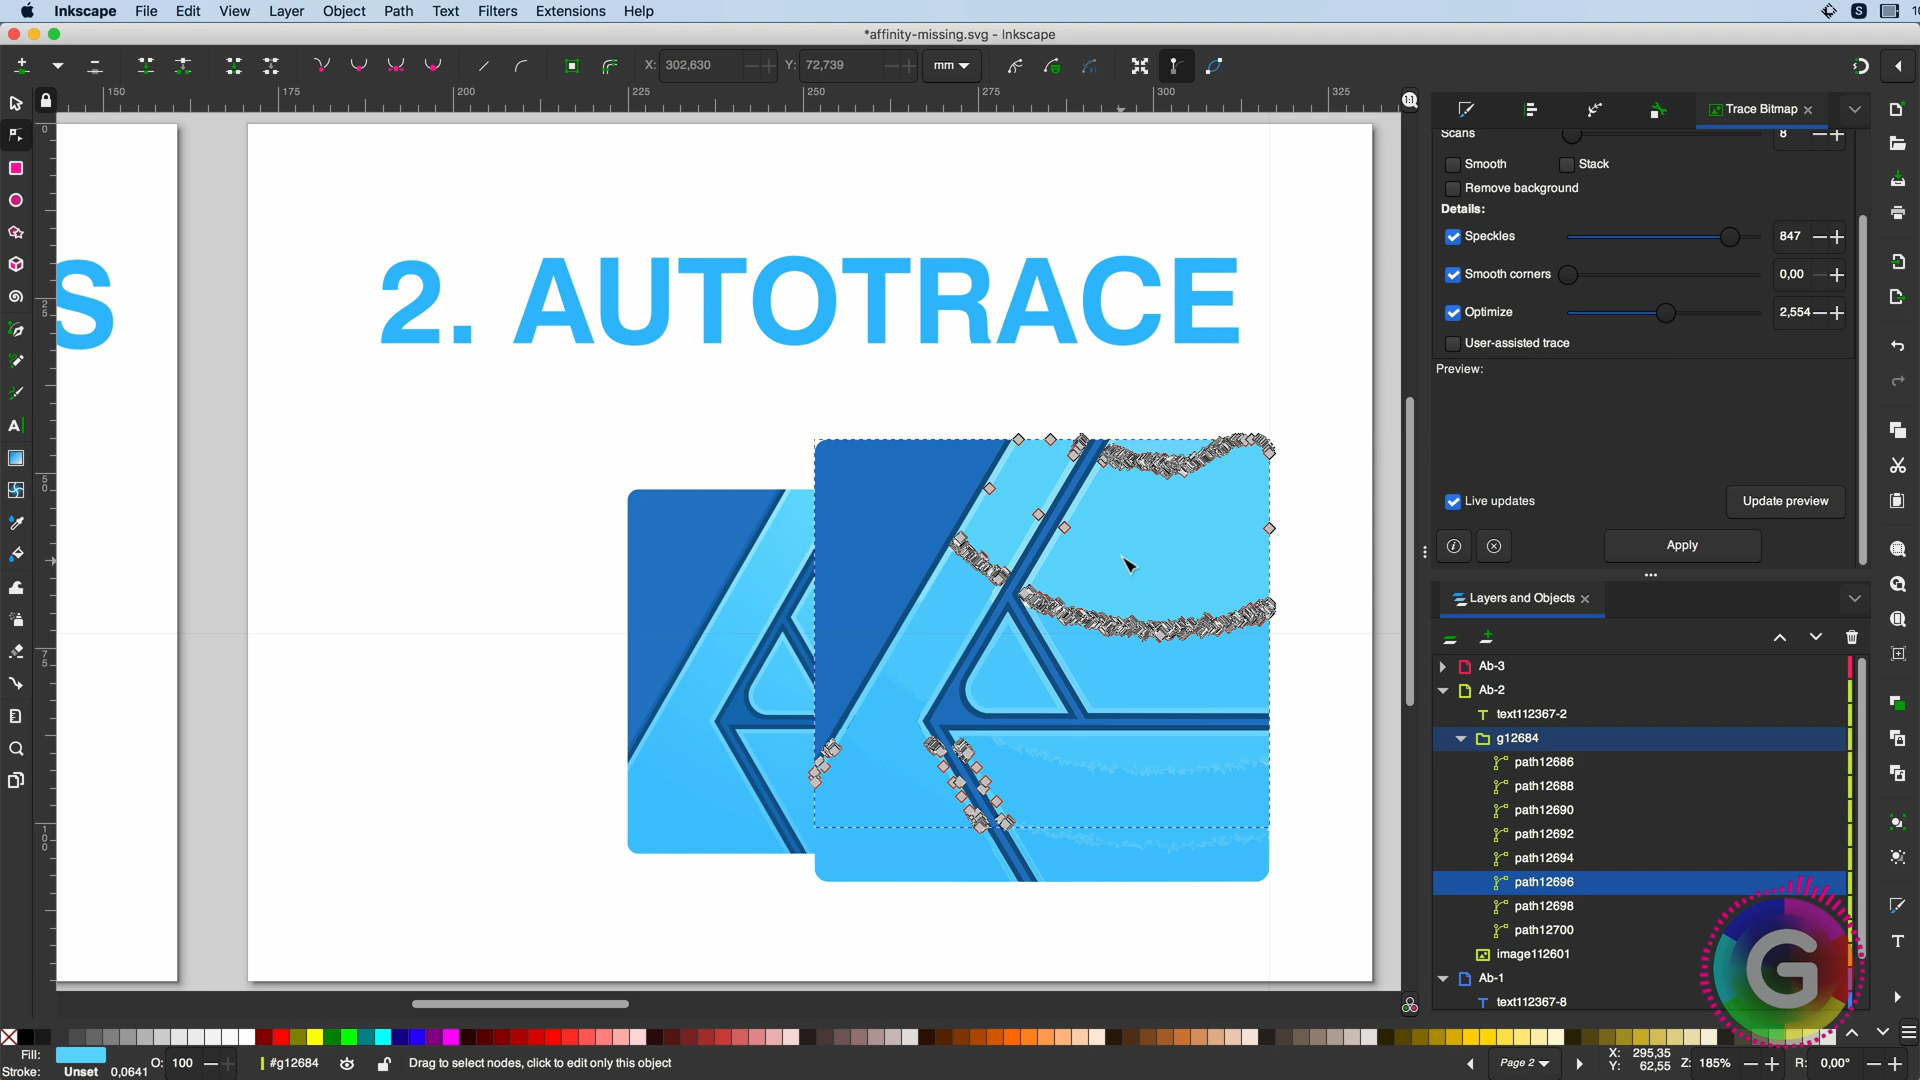 Inkscape File Edit View Layer Object Path Text Filters Extensions Help
*affinity-missing.svg - Inkscape
X: 302,630 Y: 72,739 mm
150 175 200 225 250 275 300 325
Trace Bitmap
Scans 8
Smooth Stack
Remove background
Details:
Speckles 847
Smooth corners 0,00
Optimize 2,554
User-assisted trace
Preview:
S
2. AUTOTRACE
Live updates Update preview
Apply
Layers and Objects
Ab-3
Ab-2
text112367-2
g12684
path12686
path12688
path12690
path12692
path12694
path12696
path12698
path12700
image112601
Ab-1
text112367-8
G
Fill: O: 100 #g12684 Drag to select nodes, click to edit only this object Page 2 X: 295,35 Z: 185% R: 0,00°
Stroke: Unset 0,0641 Y: 62,55